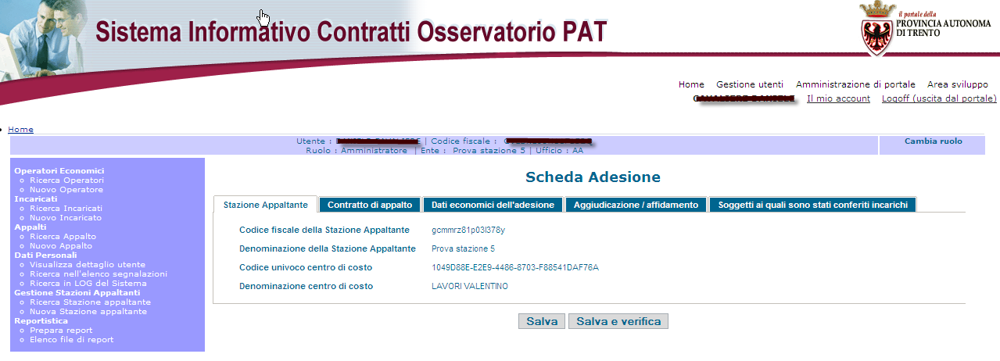 Sistema Informativo Contratti Osservatorio PAT
il portale della
PROVINCIA AUTONOMA
DI TRENTO
Home Gestione utenti Amministrazione di portale Area sviluppo
Il mio account Logoff (uscita dal portale)
Home
Utente : | Codice fiscale :
Ruolo : Amministratore | Ente : Prova stazione 5 | Ufficio : AA
Cambia ruolo
Operatori Economici
Ricerca Operatori
Nuovo Operatore
Incaricati
Ricerca Incaricati
Nuovo Incaricato
Appalti
Ricerca Appalto
Nuovo Appalto
Dati Personali
Visualizza dettaglio utente
Ricerca nell'elenco segnalazioni
Ricerca in LOG del Sistema
Gestione Stazioni Appaltanti
Ricerca Stazione appaltante
Nuova Stazione appaltante
Reportistica
Prepara report
Elenco file di report
Scheda Adesione
Stazione Appaltante Contratto di appalto Dati economici dell'adesione Aggiudicazione / affidamento Soggetti ai quali sono stati conferiti incarichi
Codice fiscale della Stazione Appaltante gcmmrz81p03l378y
Denominazione della Stazione Appaltante Prova stazione 5
Codice univoco centro di costo 1049D88E-E2E9-4486-8703-F88541DAF76A
Denominazione centro di costo LAVORI VALENTINO
Salva Salva e verifica